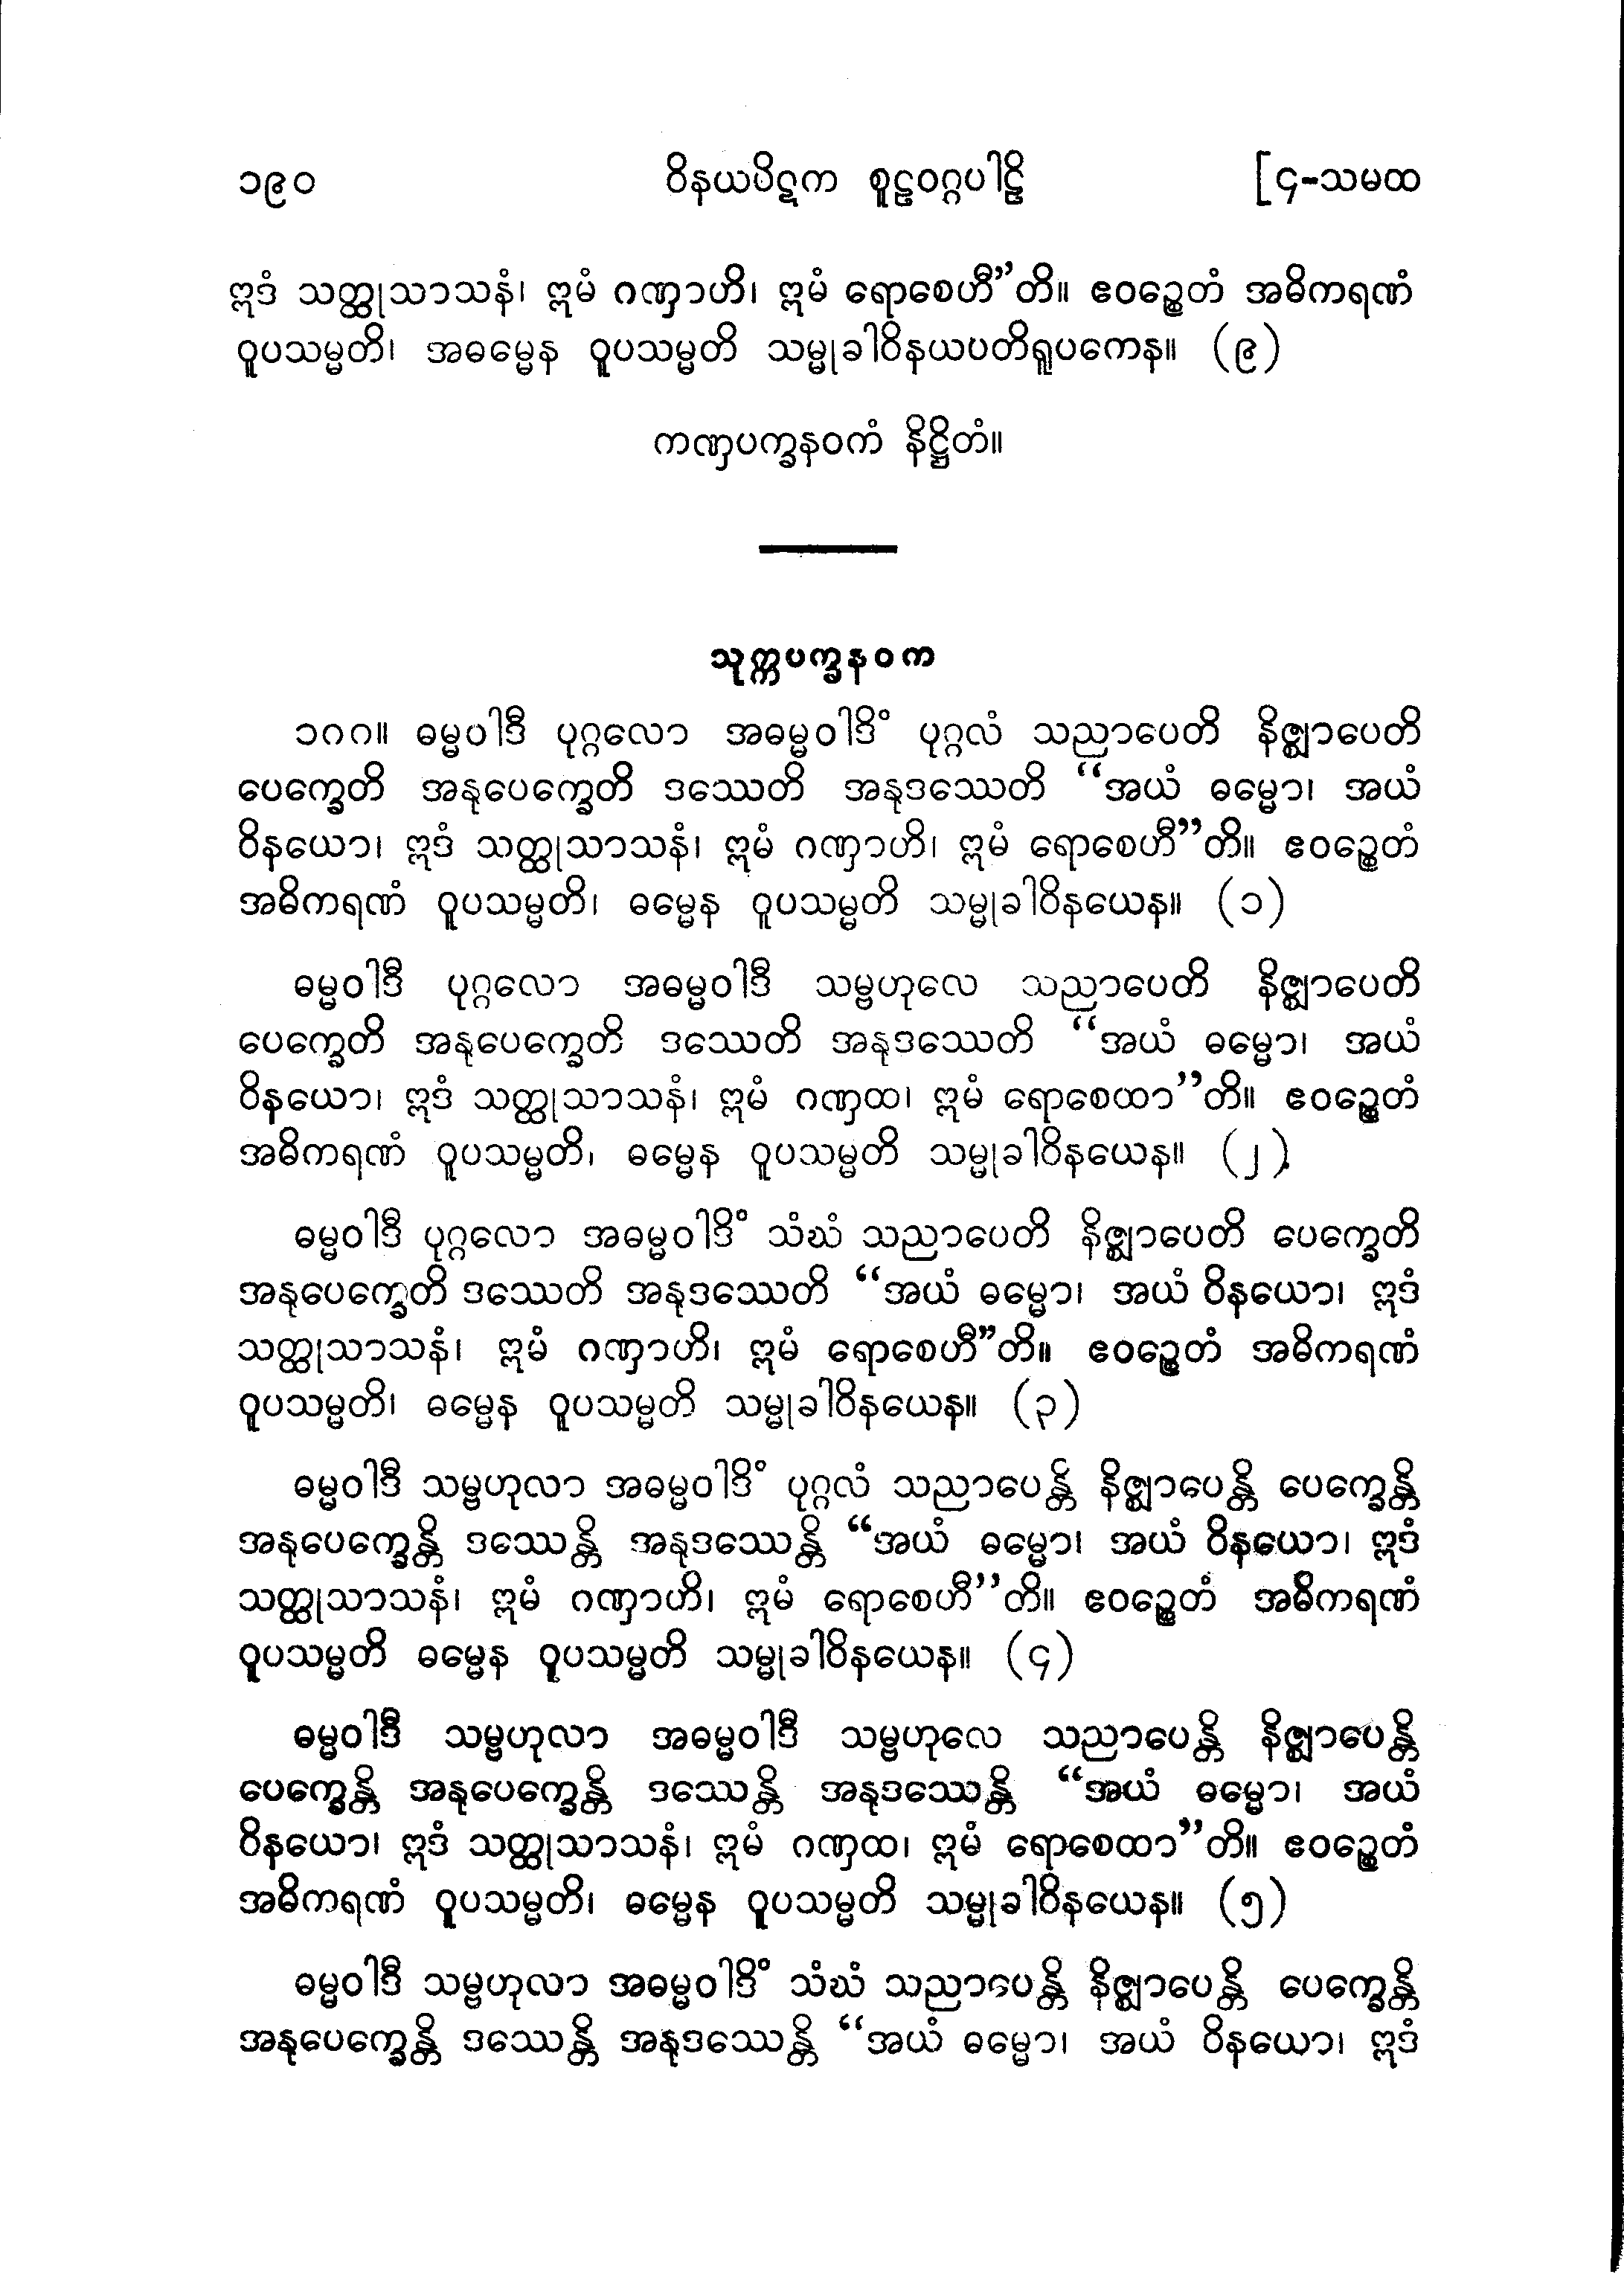 ၁၉၀ ဝိနယပိဋက စူဠဝဂ္ဂပါဠိ [၄-သမထ
ဣဒံ သတ္ထုသာသနံ၊ ဣမံ ဂဏှာဟိ၊ ဣမံ ရောစေဟီ”တိ။ ဧဝဉ္စေတံ အဓိကရဏံ
ဝူပသမ္မတိ၊ အဓမ္မေန ဝူပသမ္မတိ သမ္မုခါဝိနယပတိရူပကေန။ (၉)
ကဏှပက္ခနဝကံ နိဋ္ဌိတံ။
သုက္ကပက္ခနဝက
၁၈၈။ ဓမ္မဝါဒီ ပုဂ္ဂလော အဓမ္မဝါဒိံ ပုဂ္ဂလံ သညာပေတိ နိဇ္ဈာပေတိ
ပေက္ခေတိ အနုပေက္ခေတိ ဒဿေတိ အနုဒဿေတိ “အယံ ဓမ္မော၊ အယံ
ဝိနယော၊ ဣဒံ သတ္ထုသာသနံ၊ ဣမံ ဂဏှာဟိ၊ ဣမံ ရောစေဟီ”တိ။ ဧဝဉ္စေတံ
အဓိကရဏံ ဝူပသမ္မတိ၊ ဓမ္မေန ဝူပသမ္မတိ သမ္မုခါဝိနယေန။ (၁)
ဓမ္မဝါဒီ ပုဂ္ဂလော အဓမ္မဝါဒီ သမ္ဗဟုလေ သညာပေတိ နိဇ္ဈာပေတိ
ပေက္ခေတိ အနုပေက္ခေတိ ဒဿေတိ အနုဒဿေတိ “အယံ ဓမ္မော၊ အယံ
ဝိနယော၊ ဣဒံ သတ္ထုသာသနံ၊ ဣမံ ဂဏှထ၊ ဣမံ ရောစေထာ”တိ။ ဧဝဉ္စေတံ
အဓိကရဏံ ဝူပသမ္မတိ၊ ဓမ္မေန ဝူပသမ္မတိ သမ္မုခါဝိနယေန။ (၂)
ဓမ္မဝါဒီ ပုဂ္ဂလော အဓမ္မဝါဒိံ သံဃံ သညာပေတိ နိဇ္ဈာပေတိ ပေက္ခေတိ
အနုပေက္ခေတိ ဒဿေတိ အနုဒဿေတိ “အယံ ဓမ္မော၊ အယံ ဝိနယော၊ ဣဒံ
သတ္ထုသာသနံ၊ ဣမံ ဂဏှာဟိ၊ ဣမံ ရောစေဟီ”တိ။ ဧဝဉ္စေတံ အဓိကရဏံ
ဝူပသမ္မတိ၊ ဓမ္မေန ဝူပသမ္မတိ သမ္မုခါဝိနယေန။ (၃)
ဓမ္မဝါဒီ သမ္ဗဟုလာ အဓမ္မဝါဒိံ ပုဂ္ဂလံ သညာပေန္တိ နိဇ္ဈာပေန္တိ ပေက္ခေန္တိ
အနုပေက္ခေန္တိ ဒဿေန္တိ အနုဒဿေန္တိ “အယံ ဓမ္မော၊ အယံ ဝိနယော၊ ဣဒံ
သတ္ထုသာသနံ၊ ဣမံ ဂဏှာဟိ၊ ဣမံ ရောစေဟီ”တိ။ ဧဝဉ္စေတံ အဓိကရဏံ
ဝူပသမ္မတိ ဓမ္မေန ဝူပသမ္မတိ သမ္မုခါဝိနယေန။ (၄)
ဓမ္မဝါဒီ သမ္ဗဟုလာ အဓမ္မဝါဒီ သမ္ဗဟုလေ သညာပေန္တိ နိဇ္ဈာပေန္တိ
ပေက္ခေန္တိ အနုပေက္ခေန္တိ ဒဿေန္တိ အနုဒဿေန္တိ “အယံ ဓမ္မော၊ အယံ
ဝိနယော၊ ဣဒံ သတ္ထုသာသနံ၊ ဣမံ ဂဏှထ၊ ဣမံ ရောစေထာ”တိ။ ဧဝဉ္စေတံ
အဓိကရဏံ ဝူပသမ္မတိ၊ ဓမ္မေန ဝူပသမ္မတိ သမ္မုခါဝိနယေန။ (၅)
ဓမ္မဝါဒီ သမ္ဗဟုလာ အဓမ္မဝါဒိံ သံဃံ သညာပေန္တိ နိဇ္ဈာပေန္တိ ပေက္ခေန္တိ
အနုပေက္ခေန္တိ ဒဿေန္တိ အနုဒဿေန္တိ “အယံ ဓမ္မော၊ အယံ ဝိနယော၊ ဣဒံ